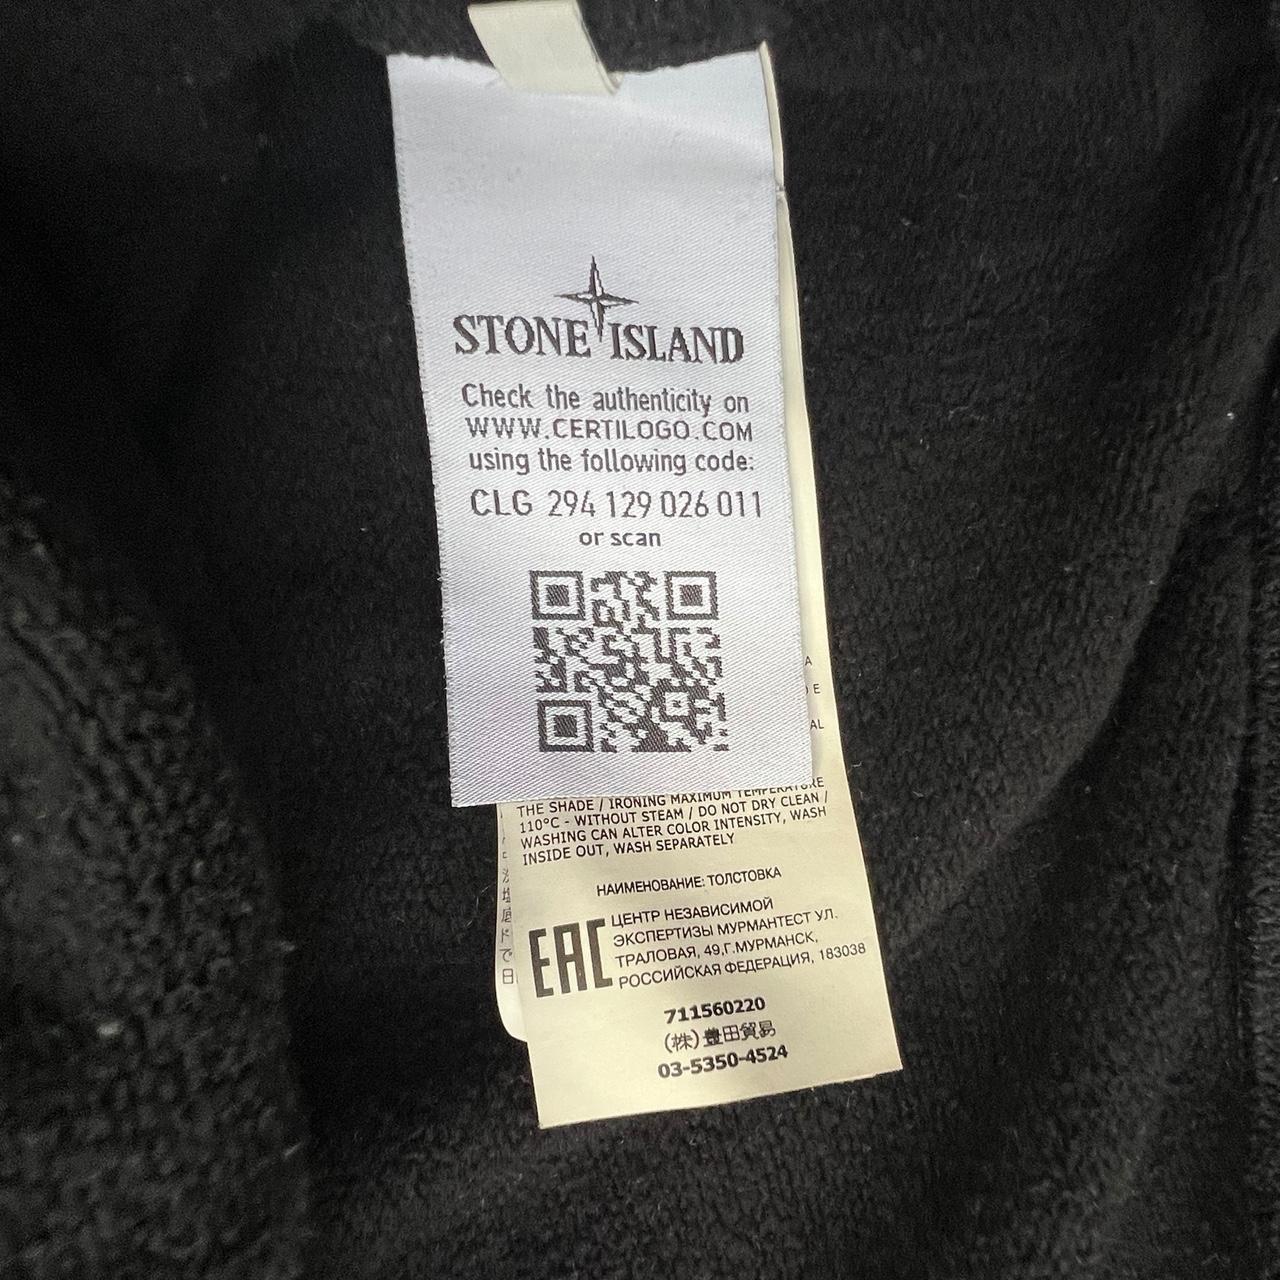 STONE ISLAND
Check the authenticity on
WWW.CERTILOGO.COM
using the following code:
CLG 294 129 026 011
or scan
A
E
AL
THE SHADE / IRONING MAXIMUM TEMPERATURE
110°C - WITHOUT STEAM / DO NOT DRY CLEAN /
WASHING CAN ALTER COLOR INTENSITY, WASH
INSIDE OUT, WASH SEPARATELY
НАИМЕНОВАНИЕ: ТОЛСТОВКА
EAC
ЦЕНТР НЕЗАВИСИМОЙ
ЭКСПЕРТИЗЫ МУРМАНТЕСТ УЛ.
ТРАЛОВАЯ, 49,Г.МУРМАНСК,
РОССИЙСКАЯ ФЕДЕРАЦИЯ, 183038
711560220
(株)豊田貿易
03-5350-4524